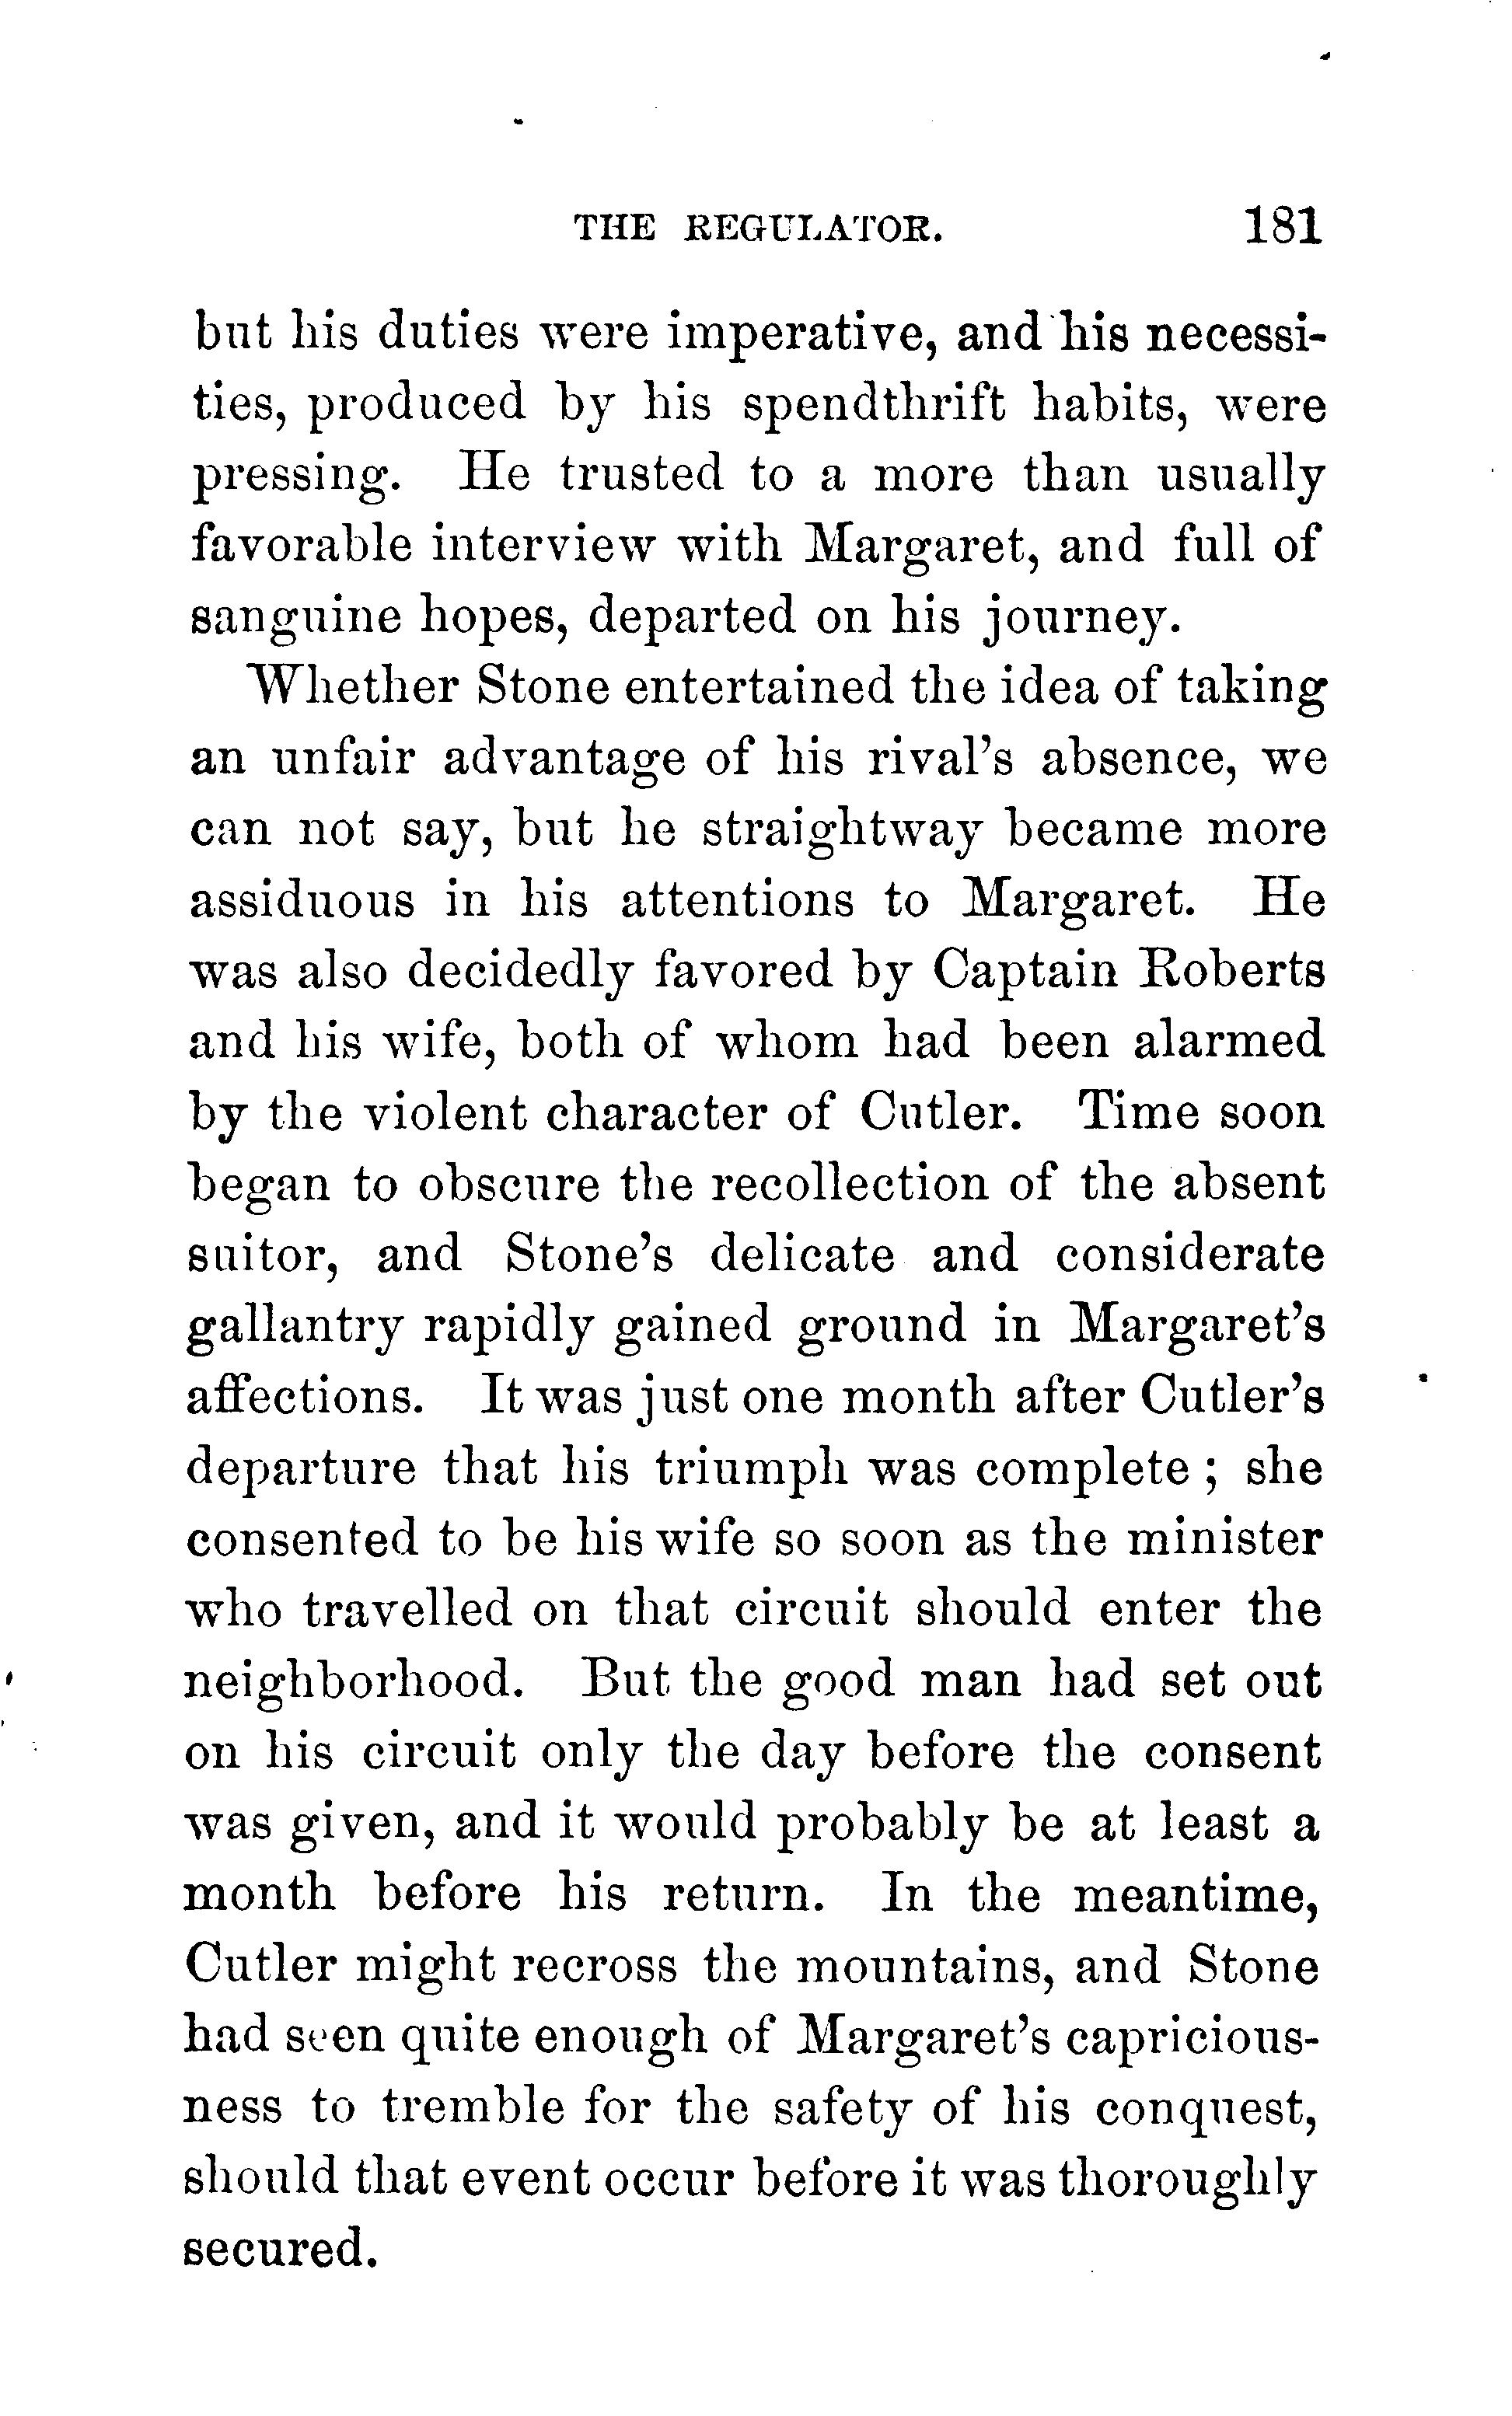 THE REGULATOR. 181
but his duties were imperative, and his necessi-
ties, produced by his spendthrift habits, were
pressing. He trusted to a more than usually
favorable interview with Margaret, and full of
sanguine hopes, departed on his journey.
Whether Stone entertained the idea of taking
an unfair advantage of his rival's absence, we
can not say, but he straightway became more
assiduous in his attentions to Margaret. He
was also decidedly favored by Captain Roberts
and his wife, both of whom had been alarmed
by the violent character of Cutler. Time soon
began to obscure the recollection of the absent
suitor, and Stone's delicate and considerate
gallantry rapidly gained ground in Margaret's
affections. It was just one month after Cutler's
departure that his triumph was complete ; she
consented to be his wife so soon as the minister
who travelled on that circuit should enter the
neighborhood. But the good man had set out
on his circuit only the day before the consent
was given, and it would probably be at least a
month before his return. In the meantime,
Cutler might recross the mountains, and Stone
had seen quite enough of Margaret's capricious-
ness to tremble for the safety of his conquest,
should that event occur before it was thoroughly
secured.